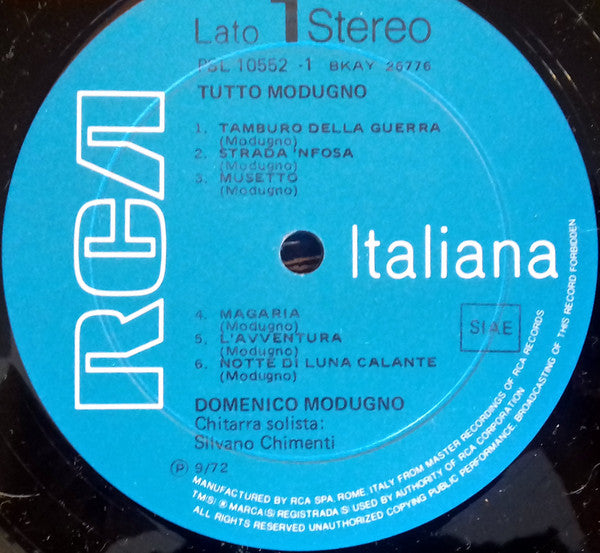 Lato 1 Stereo
PSL 10552 -1 BKAY 26776
TUTTO MODUGNO
1. TAMBURO DELLA GUERRA
(Modugno)
2. STRADA 'NFOSA
(Modugno)
3. MUSETTO
(Modugno)
RCA
Italiana
4. MAGARIA
(Modugno)
5. L'AVVENTURA
(Modugno)
6. NOTTE DI LUNA CALANTE
(Modugno)
SIAE
DOMENICO MODUGNO
Chitarra solista:
Silvano Chimenti
Ⓟ 9/72
MANUFACTURED BY RCA SPA. ROME. ITALY FROM MASTER RECORDINGS OF RCA RECORDS
TM(S) ® MARCA(S) REGISTRADA(S) USED BY AUTHORITY OF RCA CORPORATION
ALL RIGHTS RESERVED UNAUTHORIZED COPYING PUBLIC PERFORMANCE, BROADCASTING OF THIS RECORD FORBIDDEN